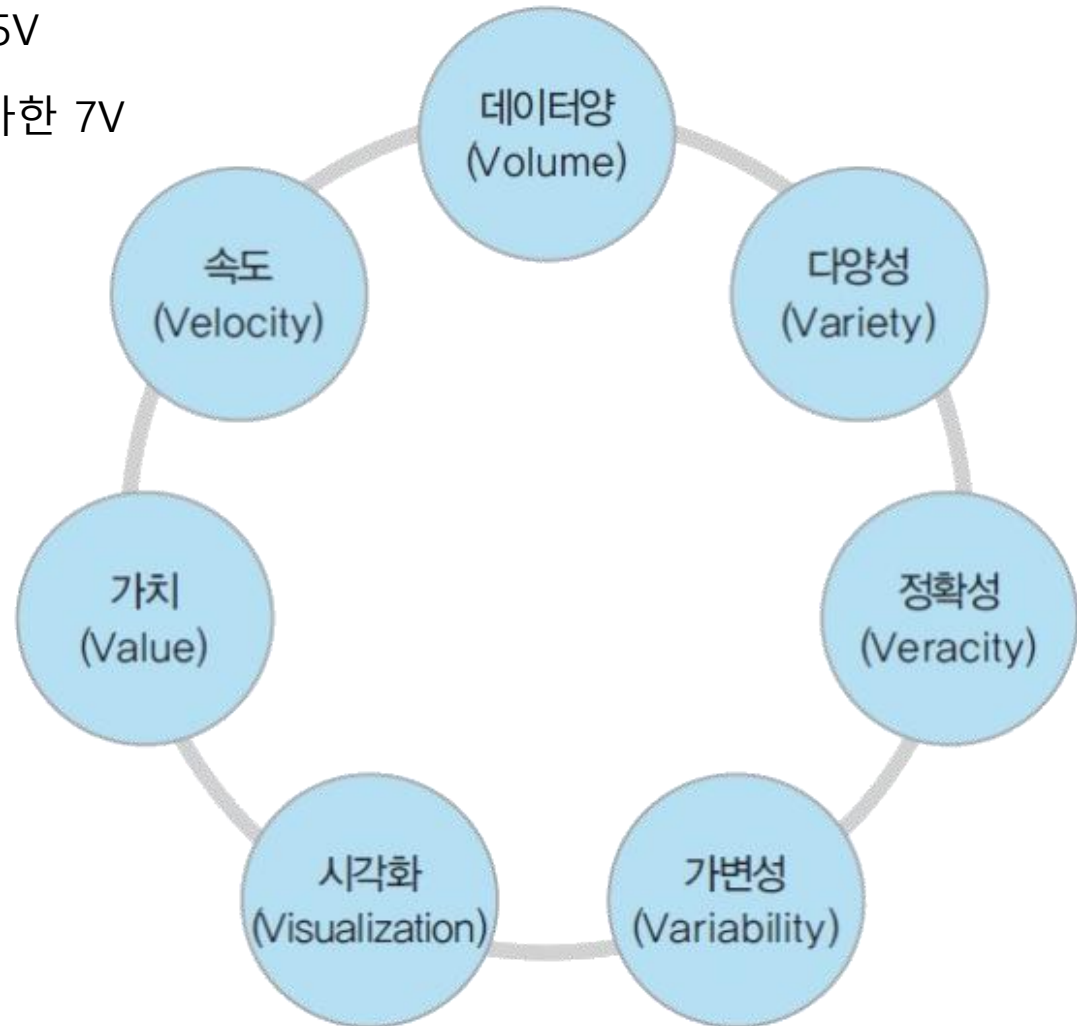 5V
한 7V
데이터양
(Volume)
속도
(Velocity)
다양성
(Variety)
가치
(Value)
정확성
(Veracity)
시각화
(Visualization)
가변성
(Variability)